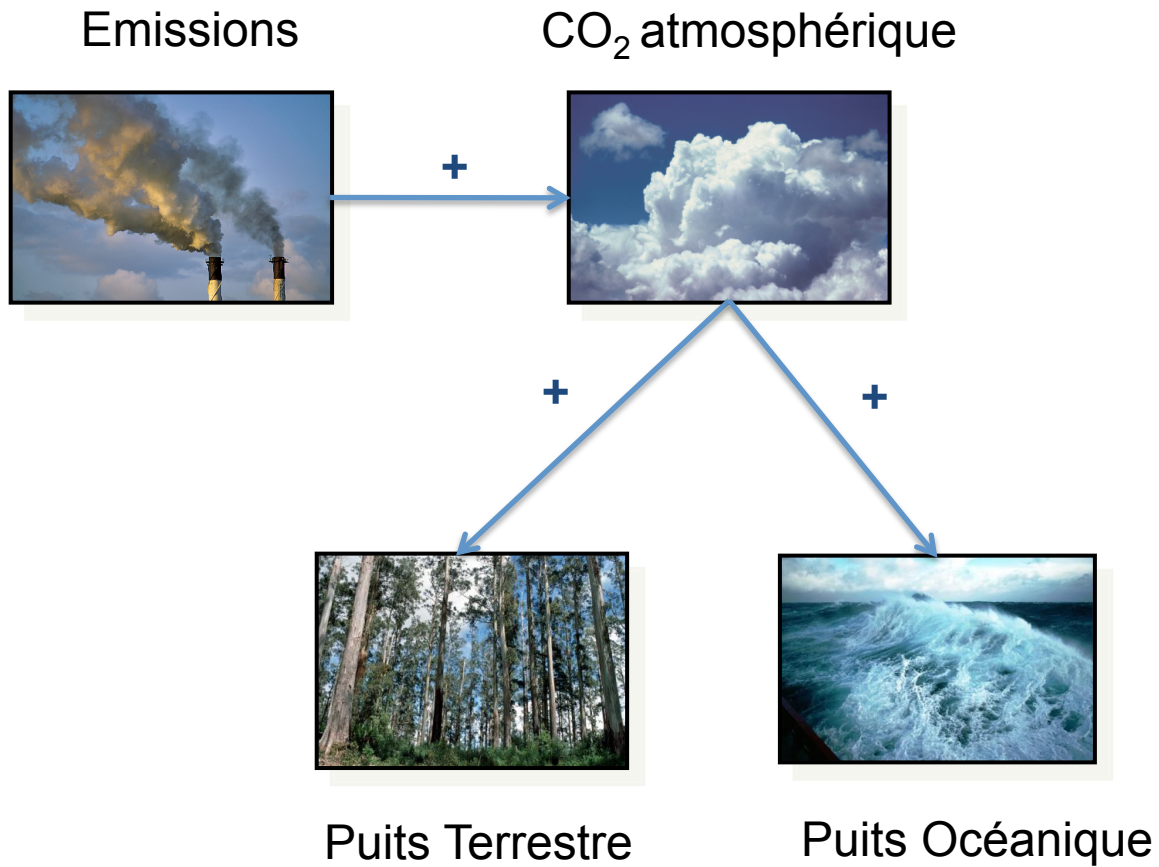 Emissions
CO₂ atmosphérique
+
+
+
Puits Terrestre
Puits Océanique